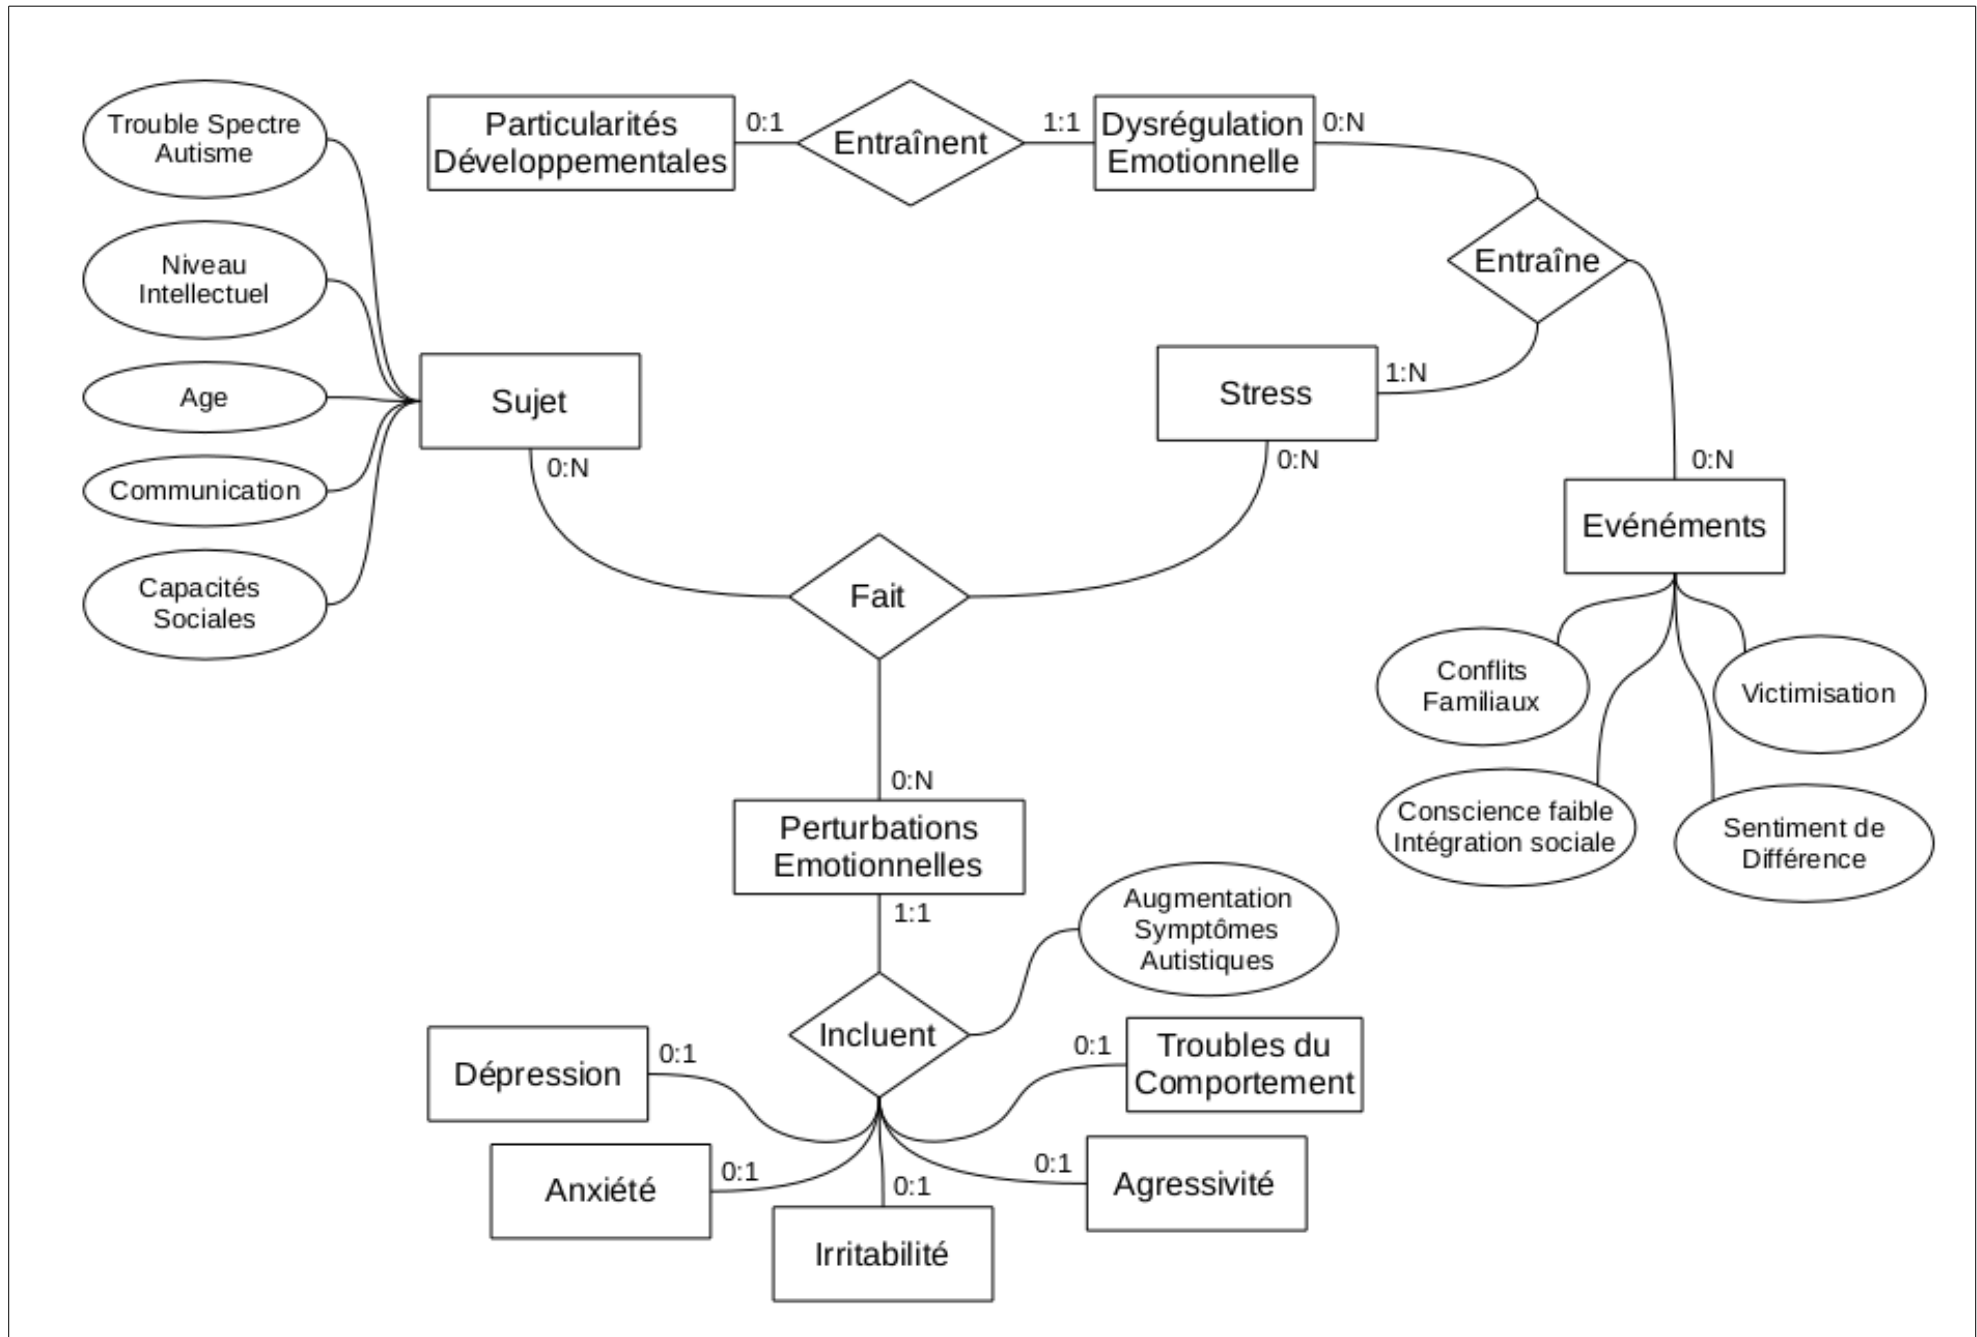 Trouble Spectre
Autisme
Niveau
Intellectuel
Age
Communication
Capacités
Sociales
Particularités
Développementales
0:1
Entraînent
1:1
Dysrégulation
Emotionnelle
0:N
Entraîne
Sujet
0:N
Stress
1:N
0:N
0:N
Evénéments
Fait
Conflits
Familiaux
Victimisation
Conscience faible
Intégration sociale
Sentiment de
Différence
0:N
Perturbations
Emotionnelles
1:1
Augmentation
Symptômes
Autistiques
Incluent
Dépression
0:1
0:1
Troubles du
Comportement
Anxiété
0:1
0:1
Irritabilité
0:1
Agressivité